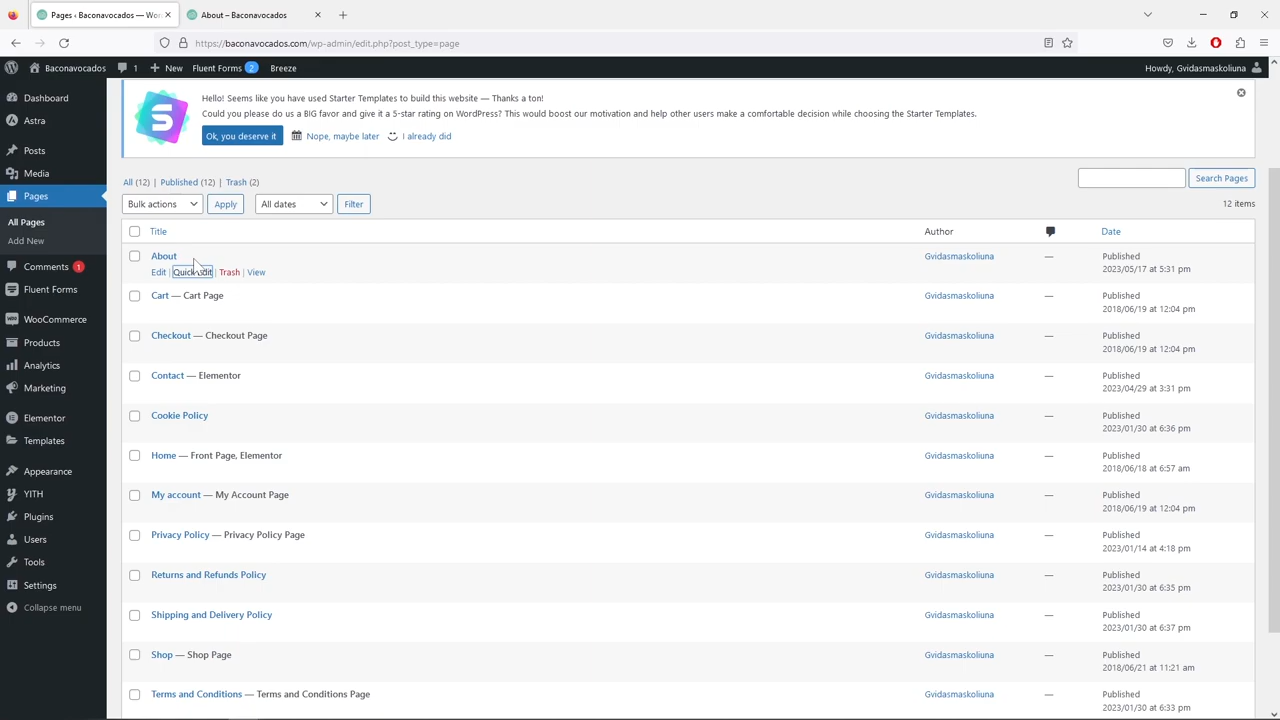 Pages ‹ Baconavocados — Wor
About – Baconavocados
https://baconavocados.com/wp-admin/edit.php?post_type=page
Baconavocados 1 New Fluent Forms 2 Breeze Howdy, Gvidasmaskoliuna
Dashboard
Astra
Posts
Media
Pages
All Pages
Add New
Comments 1
Fluent Forms
WooCommerce
Products
Analytics
Marketing
Elementor
Templates
Appearance
YITH
Plugins
Users
Tools
Settings
Collapse menu
Hello! Seems like you have used Starter Templates to build this website — Thanks a ton!
Could you please do us a BIG favor and give it a 5-star rating on WordPress? This would boost our motivation and help other users make a comfortable decision while choosing the Starter Templates.
Ok, you deserve it Nope, maybe later I already did
All (12) | Published (12) | Trash (2) Search Pages
Bulk actions Apply All dates Filter 12 items
Title Author Date
About Gvidasmaskoliuna — Published
2023/05/17 at 5:31 pm
Edit | Quick Edit | Trash | View
Cart — Cart Page Gvidasmaskoliuna — Published
2018/06/19 at 12:04 pm
Checkout — Checkout Page Gvidasmaskoliuna — Published
2018/06/19 at 12:04 pm
Contact — Elementor Gvidasmaskoliuna — Published
2023/04/29 at 3:31 pm
Cookie Policy Gvidasmaskoliuna — Published
2023/01/30 at 6:36 pm
Home — Front Page, Elementor Gvidasmaskoliuna — Published
2018/06/18 at 6:57 am
My account — My Account Page Gvidasmaskoliuna — Published
2018/06/19 at 12:04 pm
Privacy Policy — Privacy Policy Page Gvidasmaskoliuna — Published
2023/01/14 at 4:18 pm
Returns and Refunds Policy Gvidasmaskoliuna — Published
2023/01/30 at 6:35 pm
Shipping and Delivery Policy Gvidasmaskoliuna — Published
2023/01/30 at 6:37 pm
Shop — Shop Page Gvidasmaskoliuna — Published
2018/06/21 at 11:21 am
Terms and Conditions — Terms and Conditions Page Gvidasmaskoliuna — Published
2023/01/30 at 6:33 pm